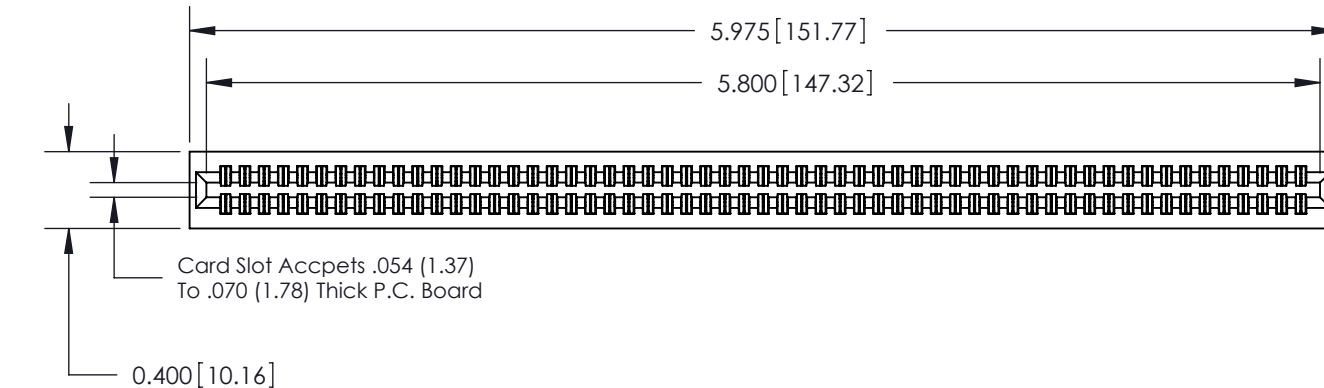 5.975[151.77]
5.800[147.32]
Card Slot Accpets .054 (1.37)
To .070 (1.78) Thick P.C. Board
0.400[10.16]